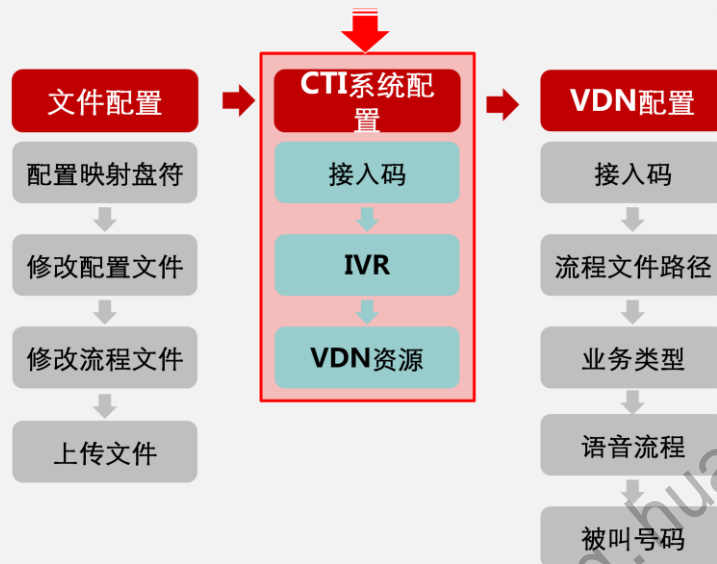 文件配置
配置映射盘符
修改配置文件
修改流程文件
上传文件
CTI系统配
置
接入码
IVR
VDN资源
VDN配置
接入码
流程文件路径
业务类型
语音流程
被叫号码